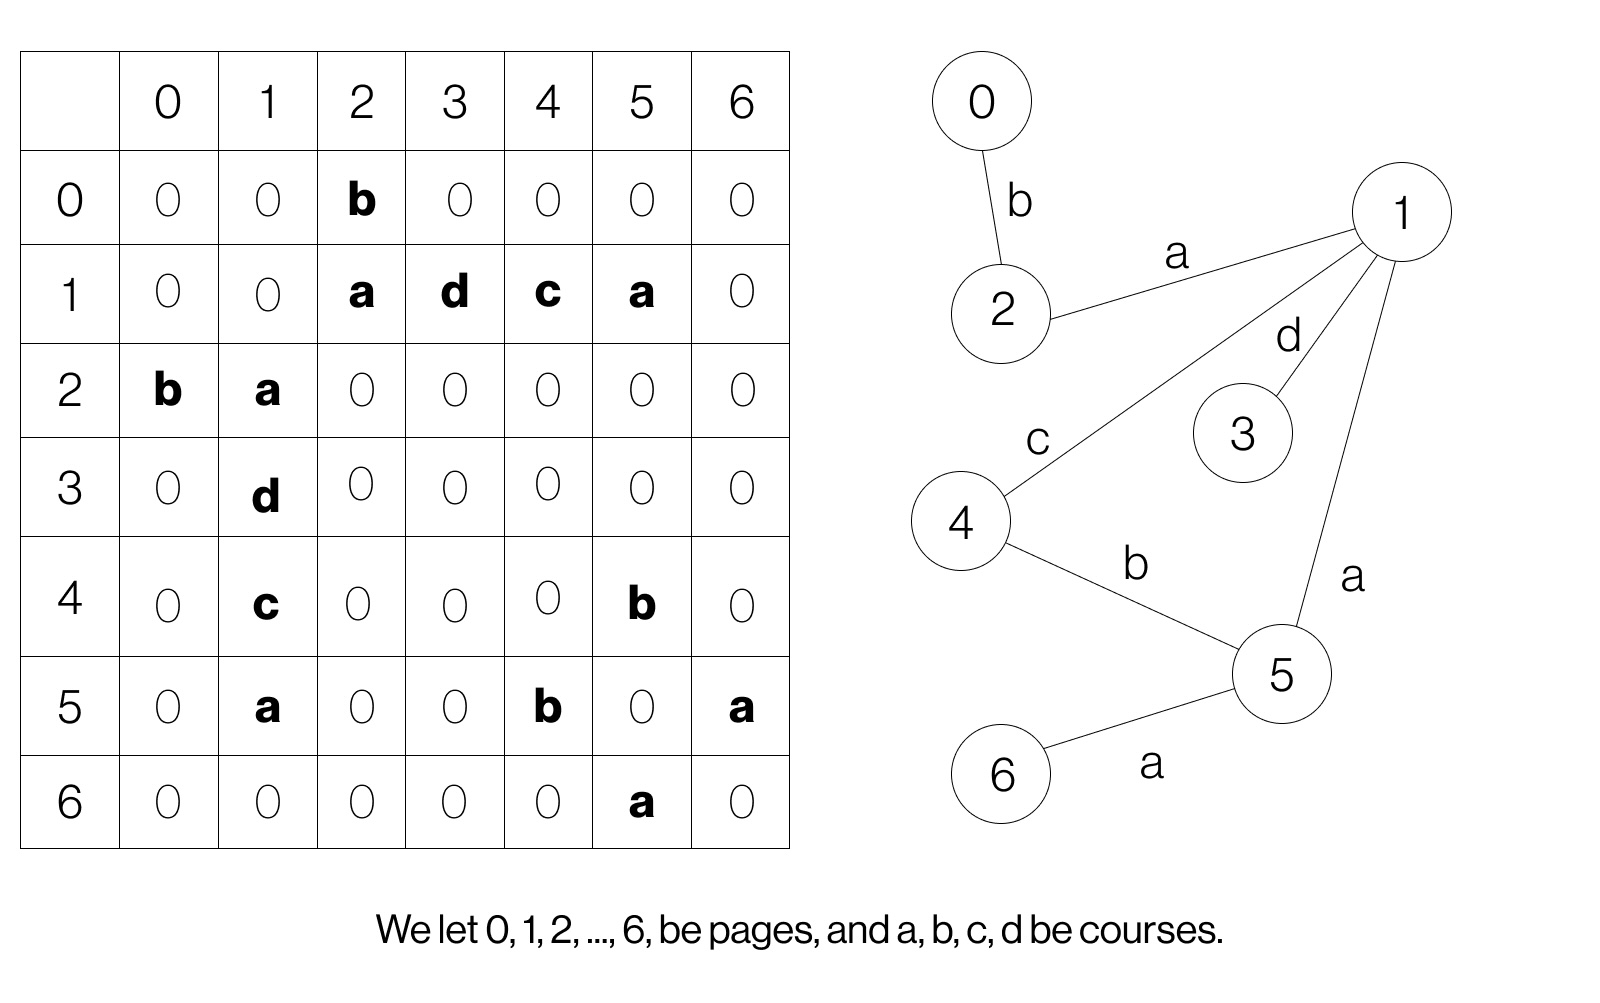 0 1 2 3 4 5 6
0 0 0 b 0 0 0 0
1 0 0 a d c a 0
2 b a 0 0 0 0 0
3 0 d 0 0 0 0 0
4 0 c 0 0 0 b 0
5 0 a 0 0 b 0 a
6 0 0 0 0 0 a 0
0
b
1
a
2
d
3
c
4
b
a
5
6
a
We let 0, 1, 2, ..., 6, be pages, and a, b, c, d be courses.